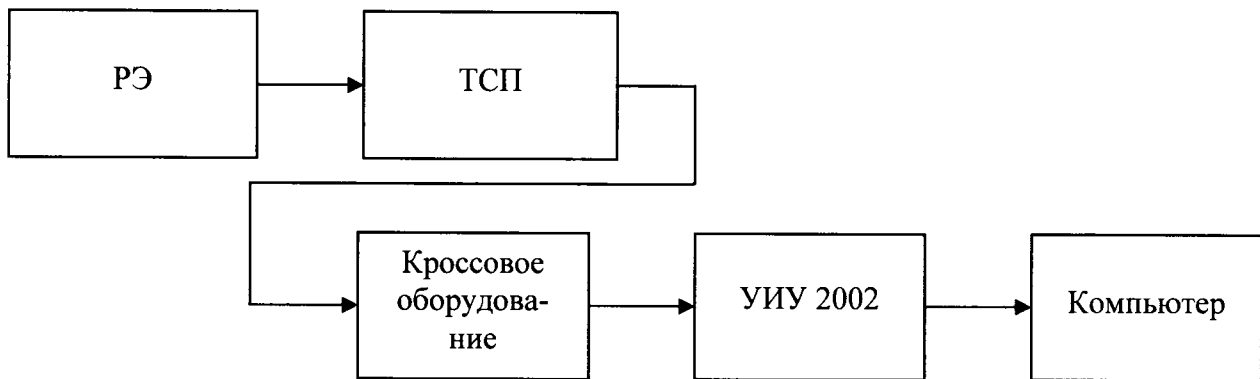 РЭ
ТСП
Кроссовое
оборудова-
ние
УИУ 2002
Компьютер